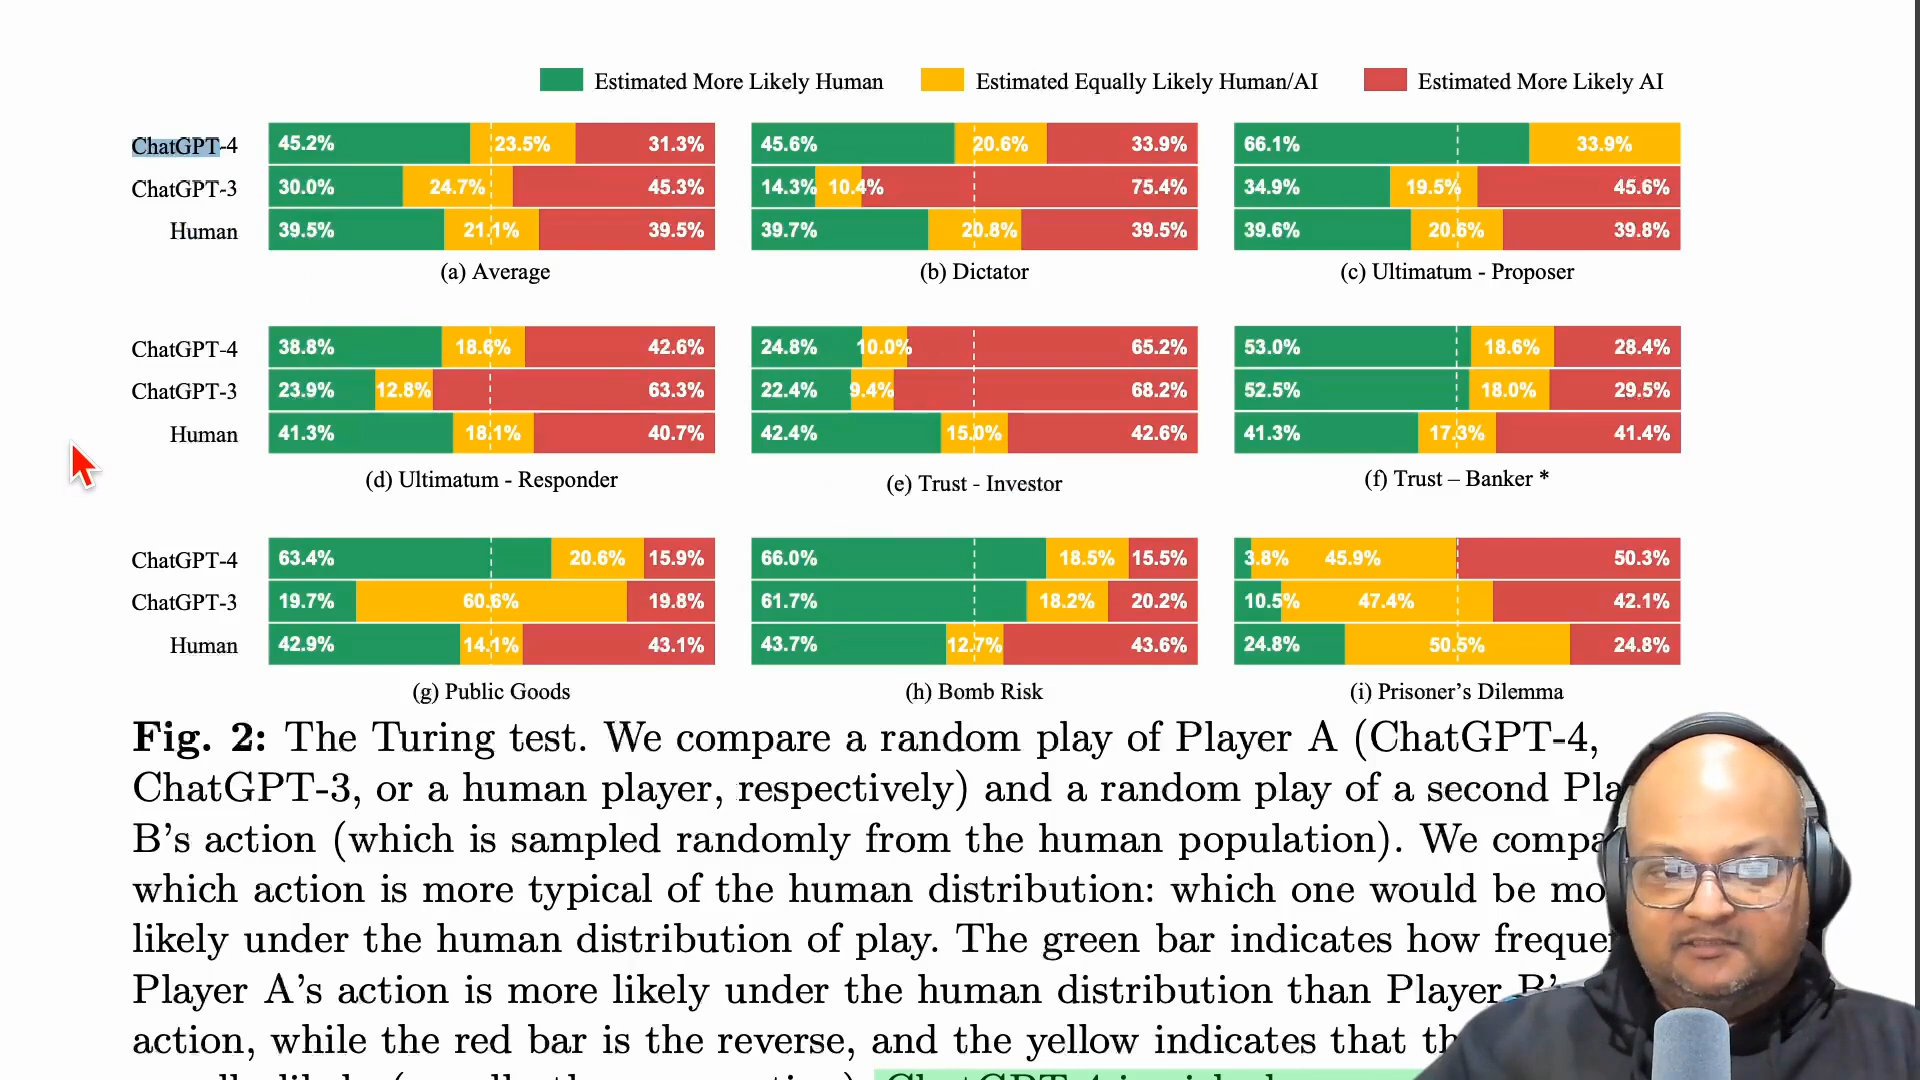 Estimated More Likely Human Estimated Equally Likely Human/AI Estimated More Likely AI
ChatGPT-4 45.2% 23.5% 31.3% 45.6% 20.6% 33.9% 66.1% 33.9%
ChatGPT-3 30.0% 24.7% 45.3% 14.3% 10.4% 75.4% 34.9% 19.5% 45.6%
Human 39.5% 21.1% 39.5% 39.7% 20.8% 39.5% 39.6% 20.6% 39.8%
(a) Average (b) Dictator (c) Ultimatum - Proposer
ChatGPT-4 38.8% 18.6% 42.6% 24.8% 10.0% 65.2% 53.0% 18.6% 28.4%
ChatGPT-3 23.9% 12.8% 63.3% 22.4% 9.4% 68.2% 52.5% 18.0% 29.5%
Human 41.3% 18.1% 40.7% 42.4% 15.0% 42.6% 41.3% 17.3% 41.4%
(d) Ultimatum - Responder (e) Trust - Investor (f) Trust – Banker *
ChatGPT-4 63.4% 20.6% 15.9% 66.0% 18.5% 15.5% 3.8% 45.9% 50.3%
ChatGPT-3 19.7% 60.6% 19.8% 61.7% 18.2% 20.2% 10.5% 47.4% 42.1%
Human 42.9% 14.1% 43.1% 43.7% 12.7% 43.6% 24.8% 50.5% 24.8%
(g) Public Goods (h) Bomb Risk (i) Prisoner’s Dilemma
Fig. 2: The Turing test. We compare a random play of Player A (ChatGPT-4,
ChatGPT-3, or a human player, respectively) and a random play of a second Pla
B’s action (which is sampled randomly from the human population). We compa
which action is more typical of the human distribution: which one would be mo
likely under the human distribution of play. The green bar indicates how freque
Player A’s action is more likely under the human distribution than Player B’
action, while the red bar is the reverse, and the yellow indicates that th